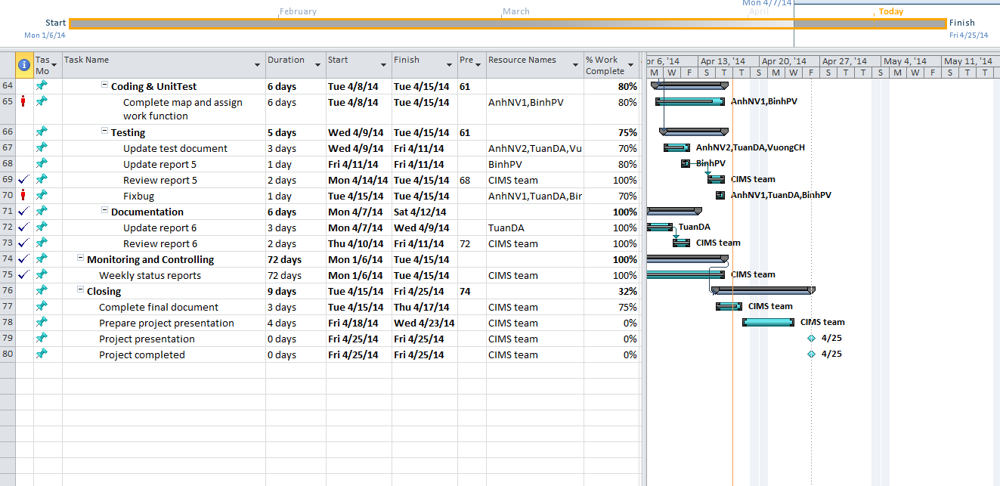 Mon 4/7/14
February March April Today
Start Finish
Mon 1/6/14 Fri 4/25/14
Tas Mo Task Name Duration Start Finish Pre Resource Names % Work Complete
Apr 13, '14 Apr 20, '14 Apr 27, '14 May 4, '14 May 11, '14
M W F S T T S M W F S T T S M W F S T T
64 Coding & UnitTest 6 days Tue 4/8/14 Tue 4/15/14 61 80%
65 Complete map and assign work function 6 days Tue 4/8/14 Tue 4/15/14 AnhNV1,BinhPV 80% AnhNV1,BinhPV
66 Testing 5 days Wed 4/9/14 Tue 4/15/14 61 75%
67 Update test document 3 days Wed 4/9/14 Fri 4/11/14 AnhNV2,TuanDA,Vu 70% AnhNV2,TuanDA,VuongCH
68 Update report 5 1 day Fri 4/11/14 Fri 4/11/14 BinhPV 80% BinhPV
69 Review report 5 2 days Mon 4/14/14 Tue 4/15/14 68 CIMS team 100% CIMS team
70 Fixbug 1 day Tue 4/15/14 Tue 4/15/14 AnhNV1,TuanDA,Bir 70% AnhNV1,TuanDA,BinhPV
71 Documentation 6 days Mon 4/7/14 Sat 4/12/14 100%
72 Update report 6 3 days Mon 4/7/14 Wed 4/9/14 TuanDA 100% TuanDA
73 Review report 6 2 days Thu 4/10/14 Fri 4/11/14 72 CIMS team 100% CIMS team
74 Monitoring and Controlling 72 days Mon 1/6/14 Tue 4/15/14 100%
75 Weekly status reports 72 days Mon 1/6/14 Tue 4/15/14 CIMS team 100% CIMS team
76 Closing 9 days Tue 4/15/14 Fri 4/25/14 74 32%
77 Complete final document 3 days Tue 4/15/14 Thu 4/17/14 CIMS team 75% CIMS team
78 Prepare project presentation 4 days Fri 4/18/14 Wed 4/23/14 CIMS team 0% CIMS team
79 Project presentation 0 days Fri 4/25/14 Fri 4/25/14 CIMS team 0% 4/25
80 Project completed 0 days Fri 4/25/14 Fri 4/25/14 CIMS team 0% 4/25